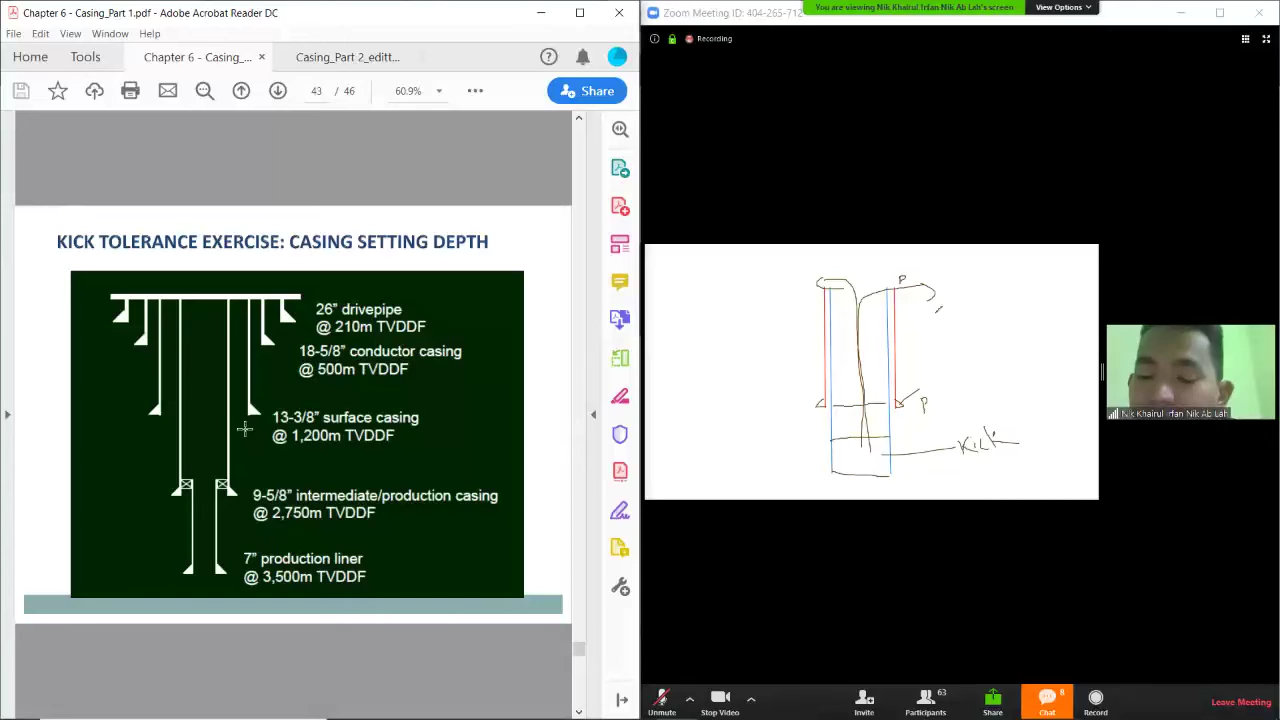 Chapter 6 - Casing_Part 1.pdf - Adobe Acrobat Reader DC
File Edit View Window Help
Home Tools Chapter 6 - Casing_... Casing_Part 2_editt...
43 / 46 60.9% Share
KICK TOLERANCE EXERCISE: CASING SETTING DEPTH
26” drivepipe
@ 210m TVDDF
18-5/8” conductor casing
@ 500m TVDDF
13-3/8” surface casing
@ 1,200m TVDDF
9-5/8” intermediate/production casing
@ 2,750m TVDDF
7” production liner
@ 3,500m TVDDF
Zoom Meeting ID: 404-265-712
You are viewing Nik Khairul Irfan Nik Ab Lah's screen
View Options
Recording
P
P
Kick
Nik Khairul Irfan Nik Ab Lah
Unmute Stop Video Invite Participants 63 Share Chat 8 Record Leave Meeting